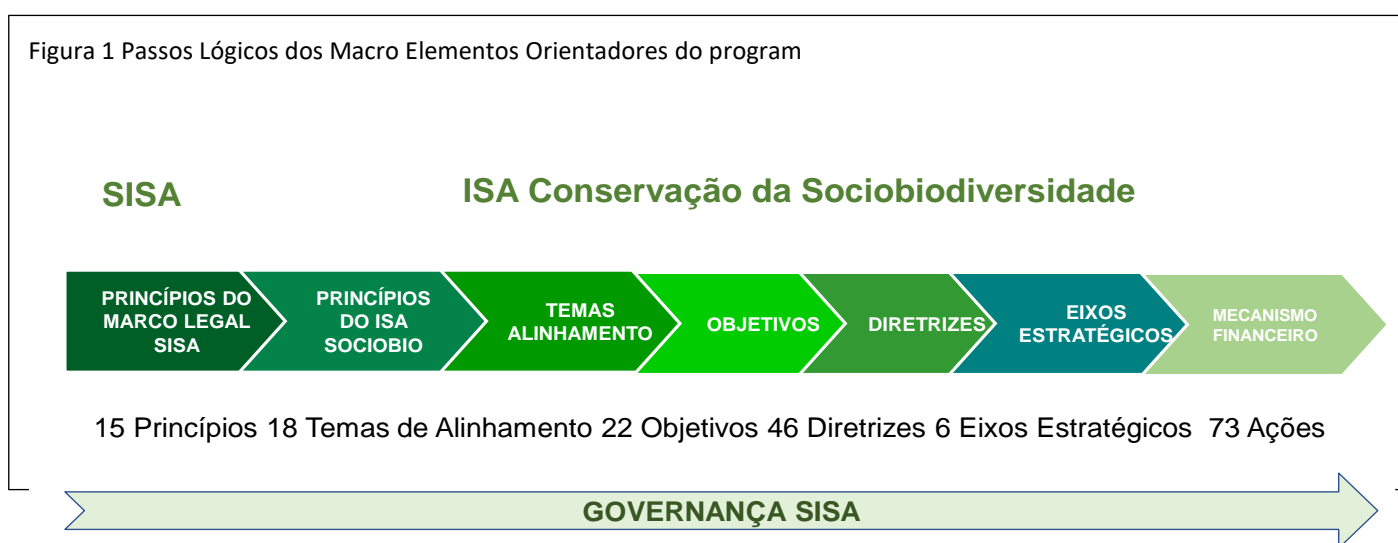 Figura 1 Passos Lógicos dos Macro Elementos Orientadores do program
SISA
ISA Conservação da Sociobiodiversidade
PRINCÍPIOS DO
MARCO LEGAL
SISA
PRINCÍPIOS
DO ISA
SOCIOBIO
TEMAS
ALINHAMENTO
OBJETIVOS
DIRETRIZES
EIXOS
ESTRATÉGICOS
MECANISMO
FINANCEIRO
15 Princípios 18 Temas de Alinhamento 22 Objetivos 46 Diretrizes 6 Eixos Estratégicos 73 Ações
GOVERNANÇA SISA